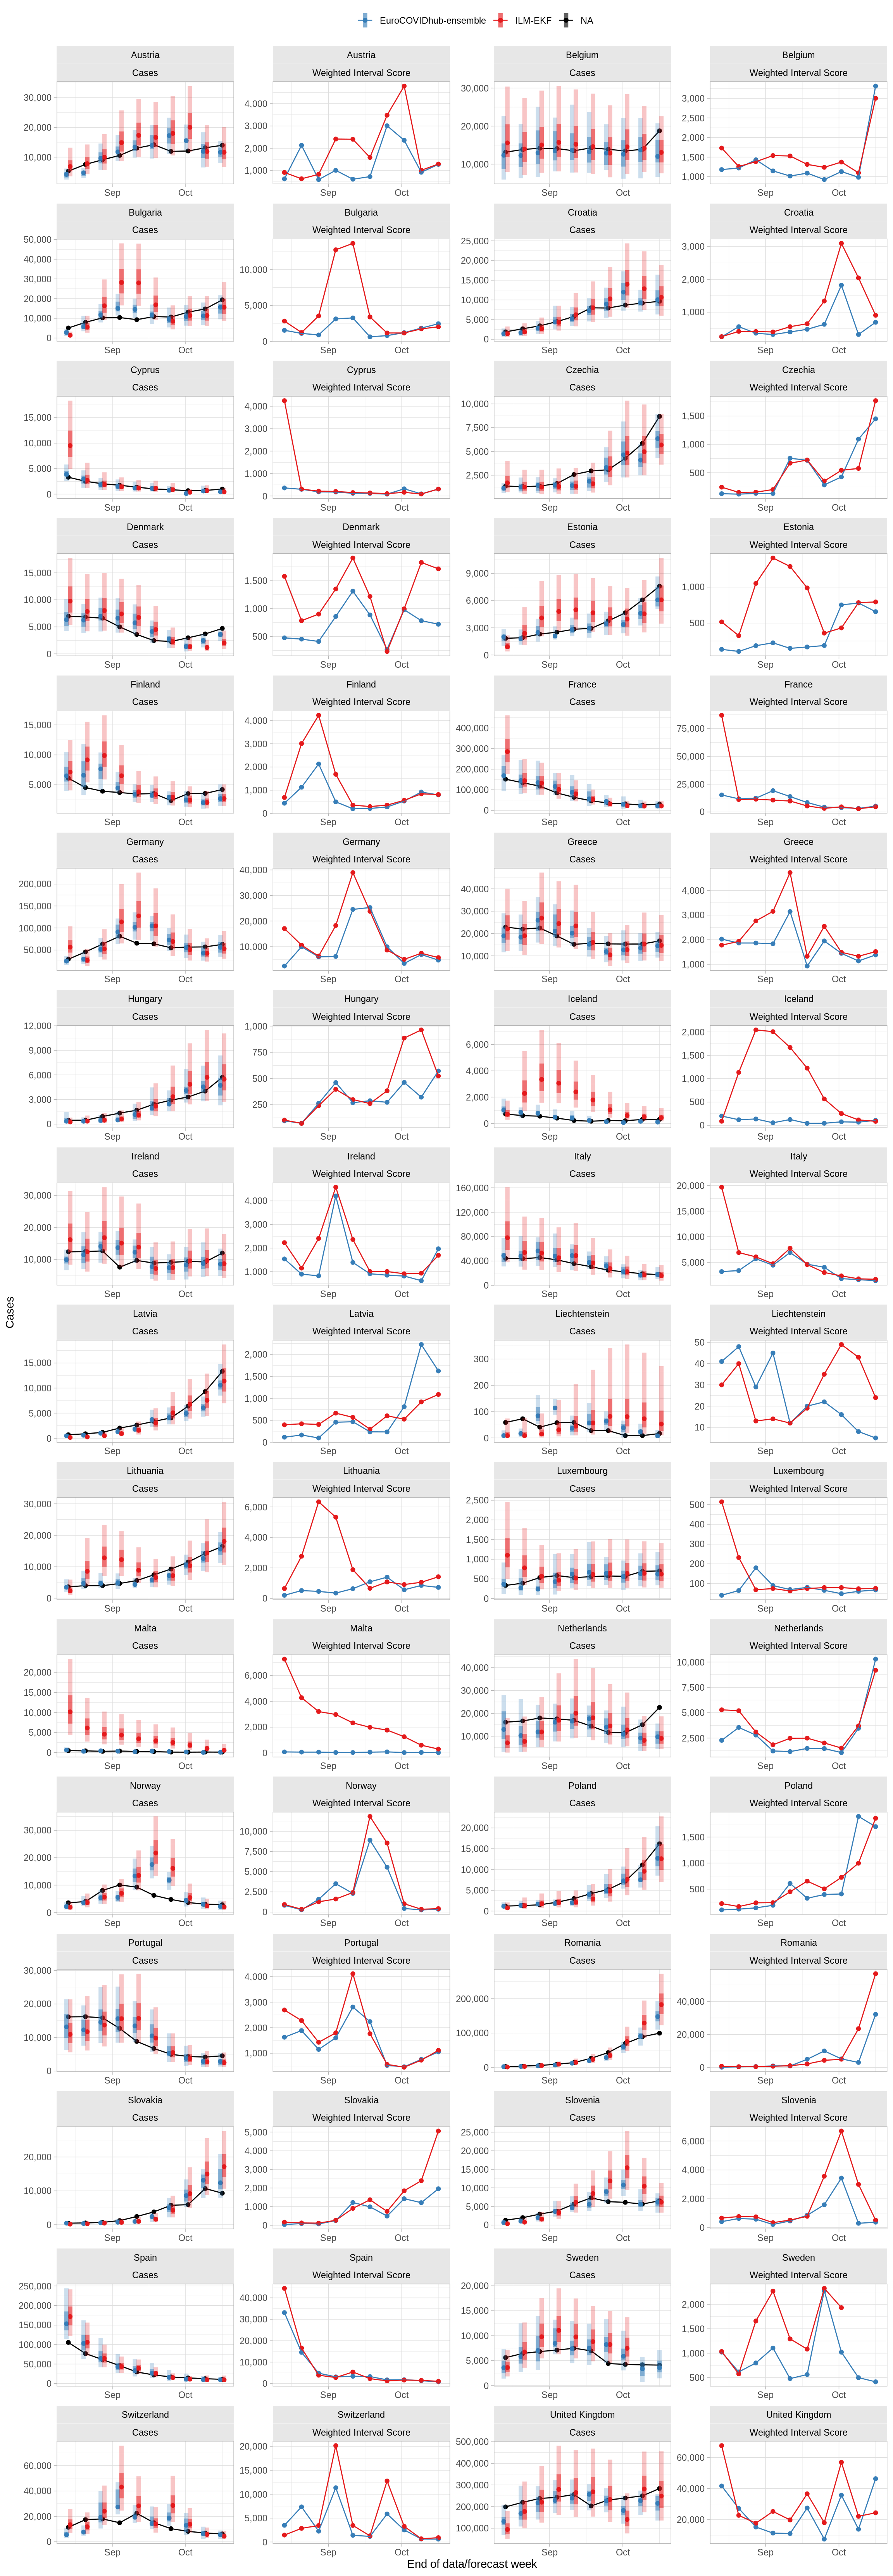 EuroCOVIDhub-ensemble ILM-EKF NA
Austria Austria Belgium Belgium
Cases Weighted Interval Score Cases Weighted Interval Score
30,000 4,000 30,000 3,000
20,000 3,000 20,000 2,500
10,000 2,000 10,000 2,000
1,000 1,500
1,000
Sep Oct Sep Oct Sep Oct Sep Oct
Bulgaria Bulgaria Croatia Croatia
Cases Weighted Interval Score Cases Weighted Interval Score
50,000 10,000 25,000 3,000
40,000 5,000 20,000 2,000
30,000 0 15,000 1,000
20,000 10,000
10,000 5,000
0 0
Sep Oct Sep Oct Sep Oct Sep Oct
Cyprus Cyprus Czechia Czechia
Cases Weighted Interval Score Cases Weighted Interval Score
15,000 4,000 10,000 1,500
10,000 3,000 7,500 1,000
5,000 2,000 5,000 500
0 1,000 2,500
0
Sep Oct Sep Oct Sep Oct Sep Oct
Denmark Denmark Estonia Estonia
Cases Weighted Interval Score Cases Weighted Interval Score
15,000 1,500 9,000 1,000
10,000 1,000 6,000 500
5,000 500 3,000
0
Sep Oct Sep Oct Sep Oct Sep Oct
Finland Finland France France
Cases Weighted Interval Score Cases Weighted Interval Score
15,000 4,000 400,000 75,000
10,000 3,000 300,000 50,000
5,000 2,000 200,000 25,000
1,000 100,000 0
0 0
Sep Oct Sep Oct Sep Oct Sep Oct
Germany Germany Greece Greece
Cases Weighted Interval Score Cases Weighted Interval Score
200,000 40,000 40,000 4,000
150,000 30,000 30,000 3,000
100,000 20,000 20,000 2,000
50,000 10,000 10,000 1,000
Sep Oct Sep Oct Sep Oct Sep Oct
Hungary Hungary Iceland Iceland
Cases Weighted Interval Score Cases Weighted Interval Score
12,000 1,000 6,000 2,000
9,000 750 4,000 1,500
6,000 500 2,000 1,000
3,000 250 0 500
0 0
Sep Oct Sep Oct Sep Oct Sep Oct
Ireland Ireland Italy Italy
Cases Weighted Interval Score Cases Weighted Interval Score
30,000 4,000 160,000 20,000
20,000 3,000 120,000 15,000
10,000 2,000 80,000 10,000
1,000 40,000 5,000
0
Sep Oct Sep Oct Sep Oct Sep Oct
Cases
Latvia Latvia Liechtenstein Liechtenstein
Cases Weighted Interval Score Cases Weighted Interval Score
15,000 2,000 300 50
10,000 1,500 200 40
5,000 1,000 100 30
0 500 0 20
0 10
Sep Oct Sep Oct Sep Oct Sep Oct
Lithuania Lithuania Luxembourg Luxembourg
Cases Weighted Interval Score Cases Weighted Interval Score
30,000 6,000 2,500 500
20,000 4,000 2,000 400
10,000 2,000 1,500 300
0 0 1,000 200
500 100
0
Sep Oct Sep Oct Sep Oct Sep Oct
Malta Malta Netherlands Netherlands
Cases Weighted Interval Score Cases Weighted Interval Score
20,000 6,000 40,000 10,000
15,000 4,000 30,000 7,500
10,000 2,000 20,000 5,000
5,000 0 10,000 2,500
0
Sep Oct Sep Oct Sep Oct Sep Oct
Norway Norway Poland Poland
Cases Weighted Interval Score Cases Weighted Interval Score
30,000 10,000 20,000 1,500
20,000 7,500 15,000 1,000
10,000 5,000 10,000 500
0 2,500 5,000
0 0
Sep Oct Sep Oct Sep Oct Sep Oct
Portugal Portugal Romania Romania
Cases Weighted Interval Score Cases Weighted Interval Score
30,000 4,000 200,000 40,000
20,000 3,000 100,000 20,000
10,000 2,000 0 0
0 1,000
Sep Oct Sep Oct Sep Oct Sep Oct
Slovakia Slovakia Slovenia Slovenia
Cases Weighted Interval Score Cases Weighted Interval Score
20,000 5,000 25,000 6,000
10,000 4,000 20,000 4,000
0 3,000 15,000 2,000
2,000 10,000 0
1,000 5,000
0 0
Sep Oct Sep Oct Sep Oct Sep Oct
Spain Spain Sweden Sweden
Cases Weighted Interval Score Cases Weighted Interval Score
250,000 40,000 20,000 2,000
200,000 30,000 15,000 1,500
150,000 20,000 10,000 1,000
100,000 10,000 5,000 500
50,000 0 0
0
Sep Oct Sep Oct Sep Oct Sep Oct
Switzerland Switzerland United Kingdom United Kingdom
Cases Weighted Interval Score Cases Weighted Interval Score
60,000 20,000 500,000 60,000
40,000 15,000 400,000 40,000
20,000 10,000 300,000 20,000
0 5,000 200,000
0 100,000
Sep Oct Sep Oct Sep Oct Sep Oct
End of data/forecast week